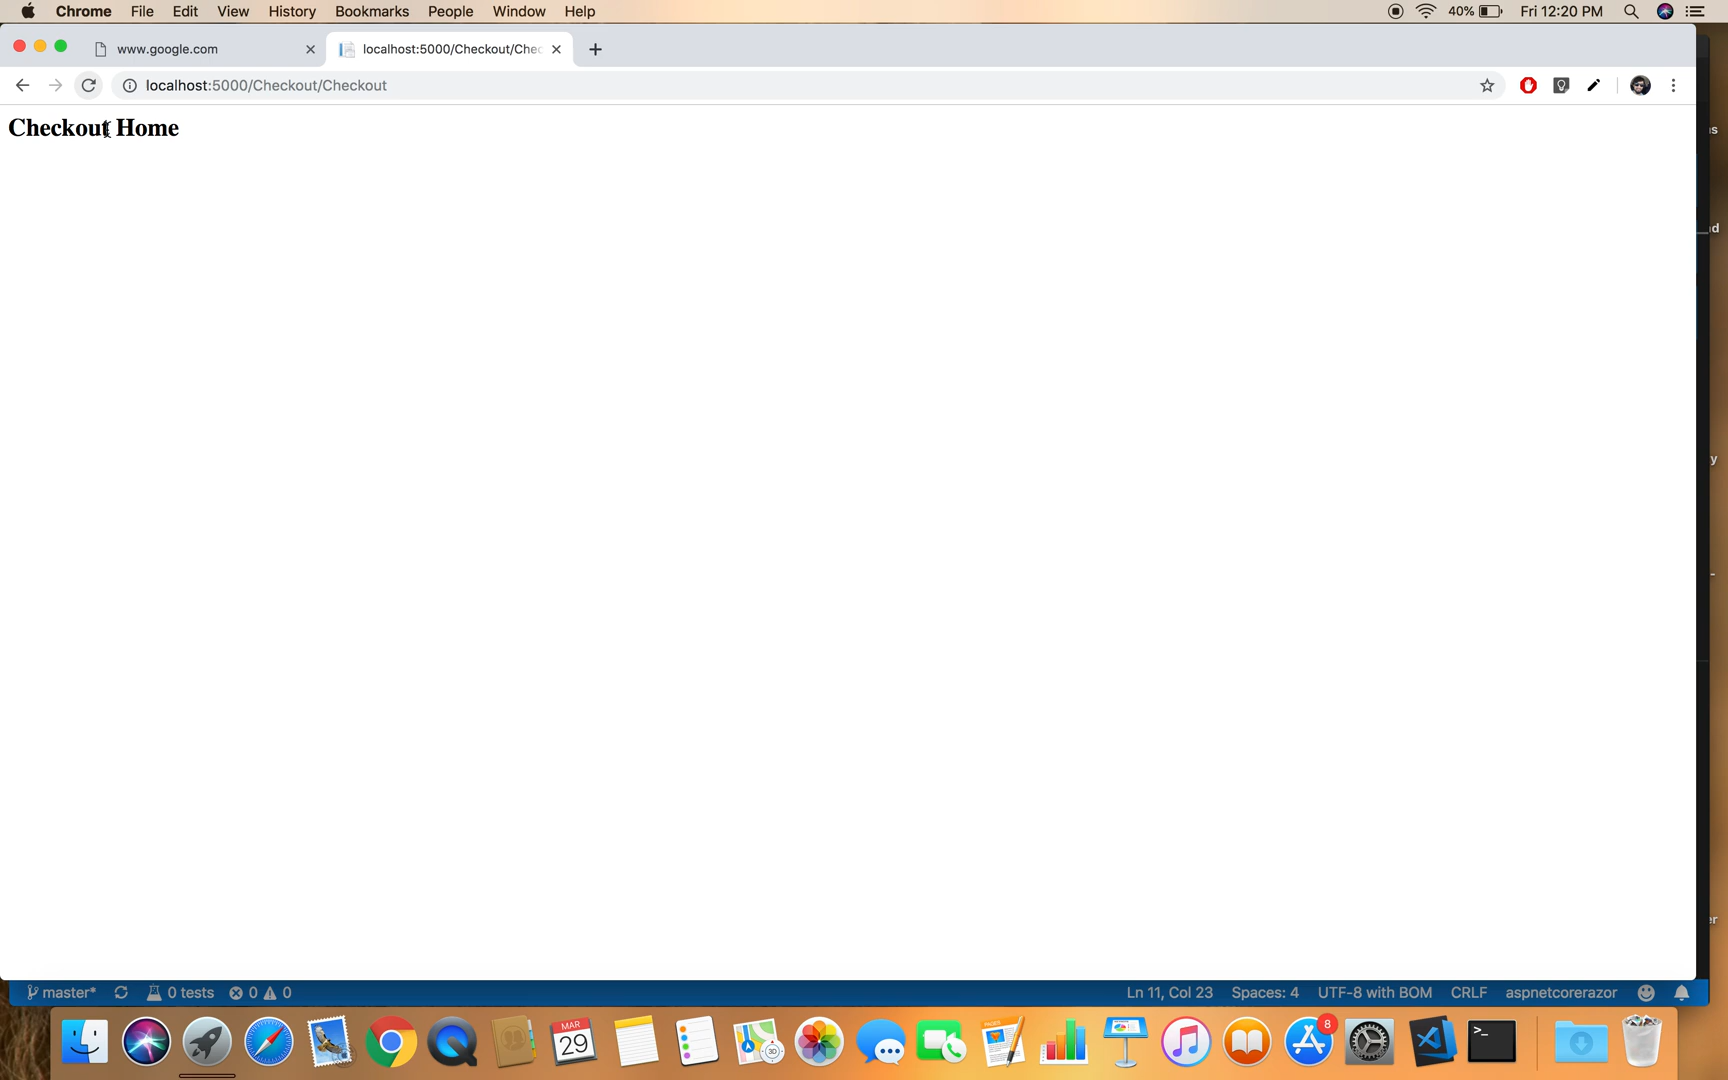 Chrome File Edit View History Bookmarks People Window Help 40% Fri 12:20 PM
www.google.com localhost:5000/Checkout/Chec
localhost:5000/Checkout/Checkout
Checkout Home
master* 0 tests 0 0 Ln 11, Col 23 Spaces: 4 UTF-8 with BOM CRLF aspnetcorerazor
MAR
29
3D
PAGES
8
>_